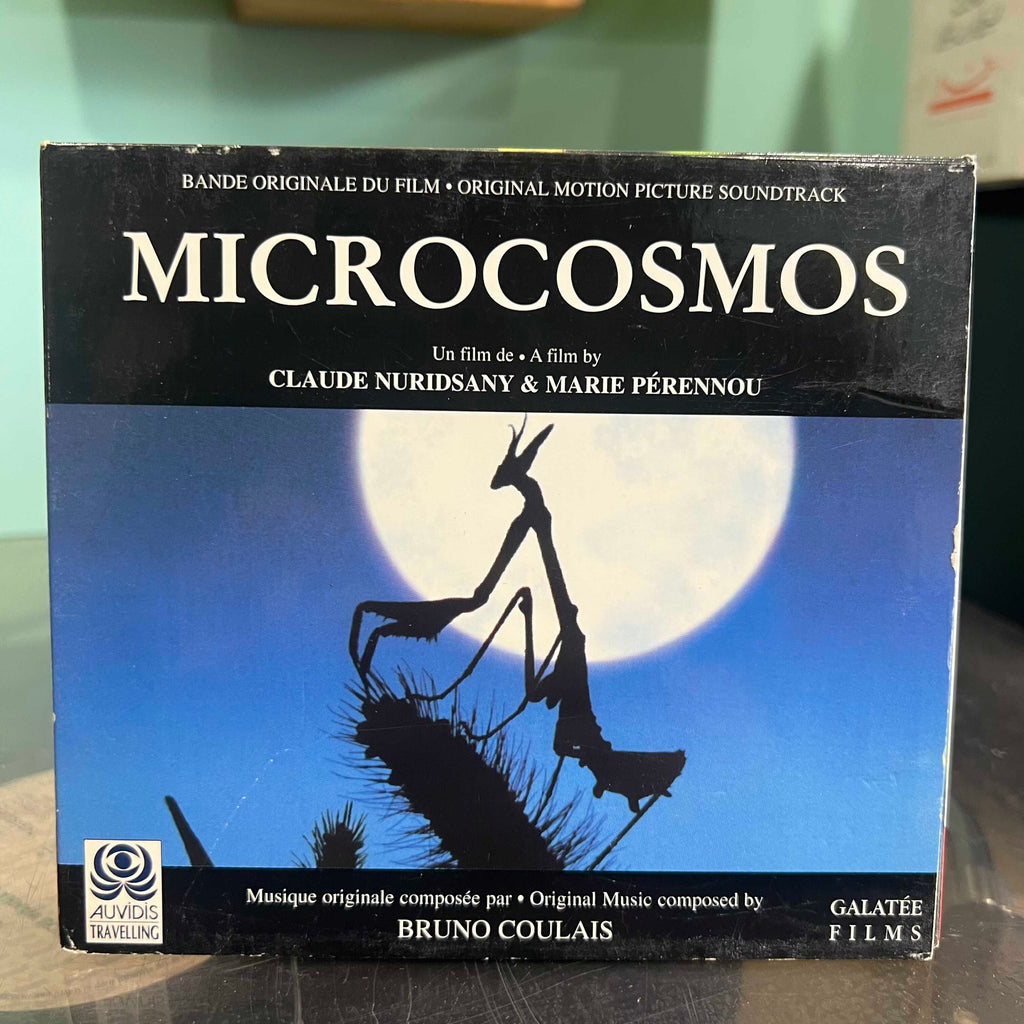 BANDE ORIGINALE DU FILM • ORIGINAL MOTION PICTURE SOUNDTRACK
MICROCOSMOS
Un film de • A film by
CLAUDE NURIDSANY & MARIE PÉRENNOU
AUVIDIS
TRAVELLING
Musique originale composée par • Original Music composed by
BRUNO COULAIS
GALATÉE
FILMS